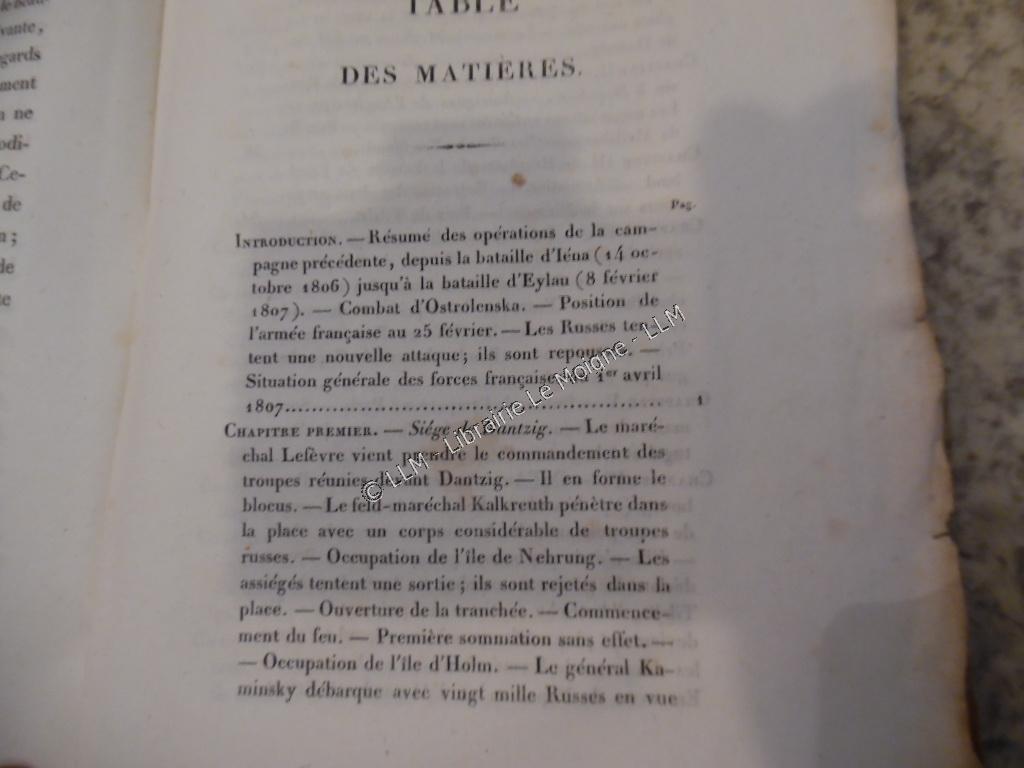 TABLE
DES MATIÈRES.
Pag.
INTRODUCTION. — Résumé des opérations de la cam-
pagne précédente, depuis la bataille d'Iéna (14 oc-
tobre 1806) jusqu'à la bataille d'Eylau (8 février
1807). — Combat d'Ostrolenska. — Position de
l'armée française au 25 février. — Les Russes ten-
tent une nouvelle attaque; ils sont repoussés. —
Situation générale des forces françaises au 1er avril
1807.................................................. 1
CHAPITRE PREMIER. — Siége de Dantzig. — Le maré-
chal Lefèvre vient prendre le commandement des
troupes réunies devant Dantzig. — Il en forme le
blocus. — Le feld-maréchal Kalkreuth pénètre dans
la place avec un corps considérable de troupes
russes. — Occupation de l'île de Nehrung. — Les
assiégés tentent une sortie; ils sont rejetés dans la
place. — Ouverture de la tranchée. — Commence-
ment du feu. — Première sommation sans effet. —
— Occupation de l'île d'Holm. — Le général Ka-
minsky débarque avec vingt mille Russes en vue
© LLM - Librairie Le Moigne - LLM
vante,
gards
ment
ne
odi-
Ce-
de
;
de
te